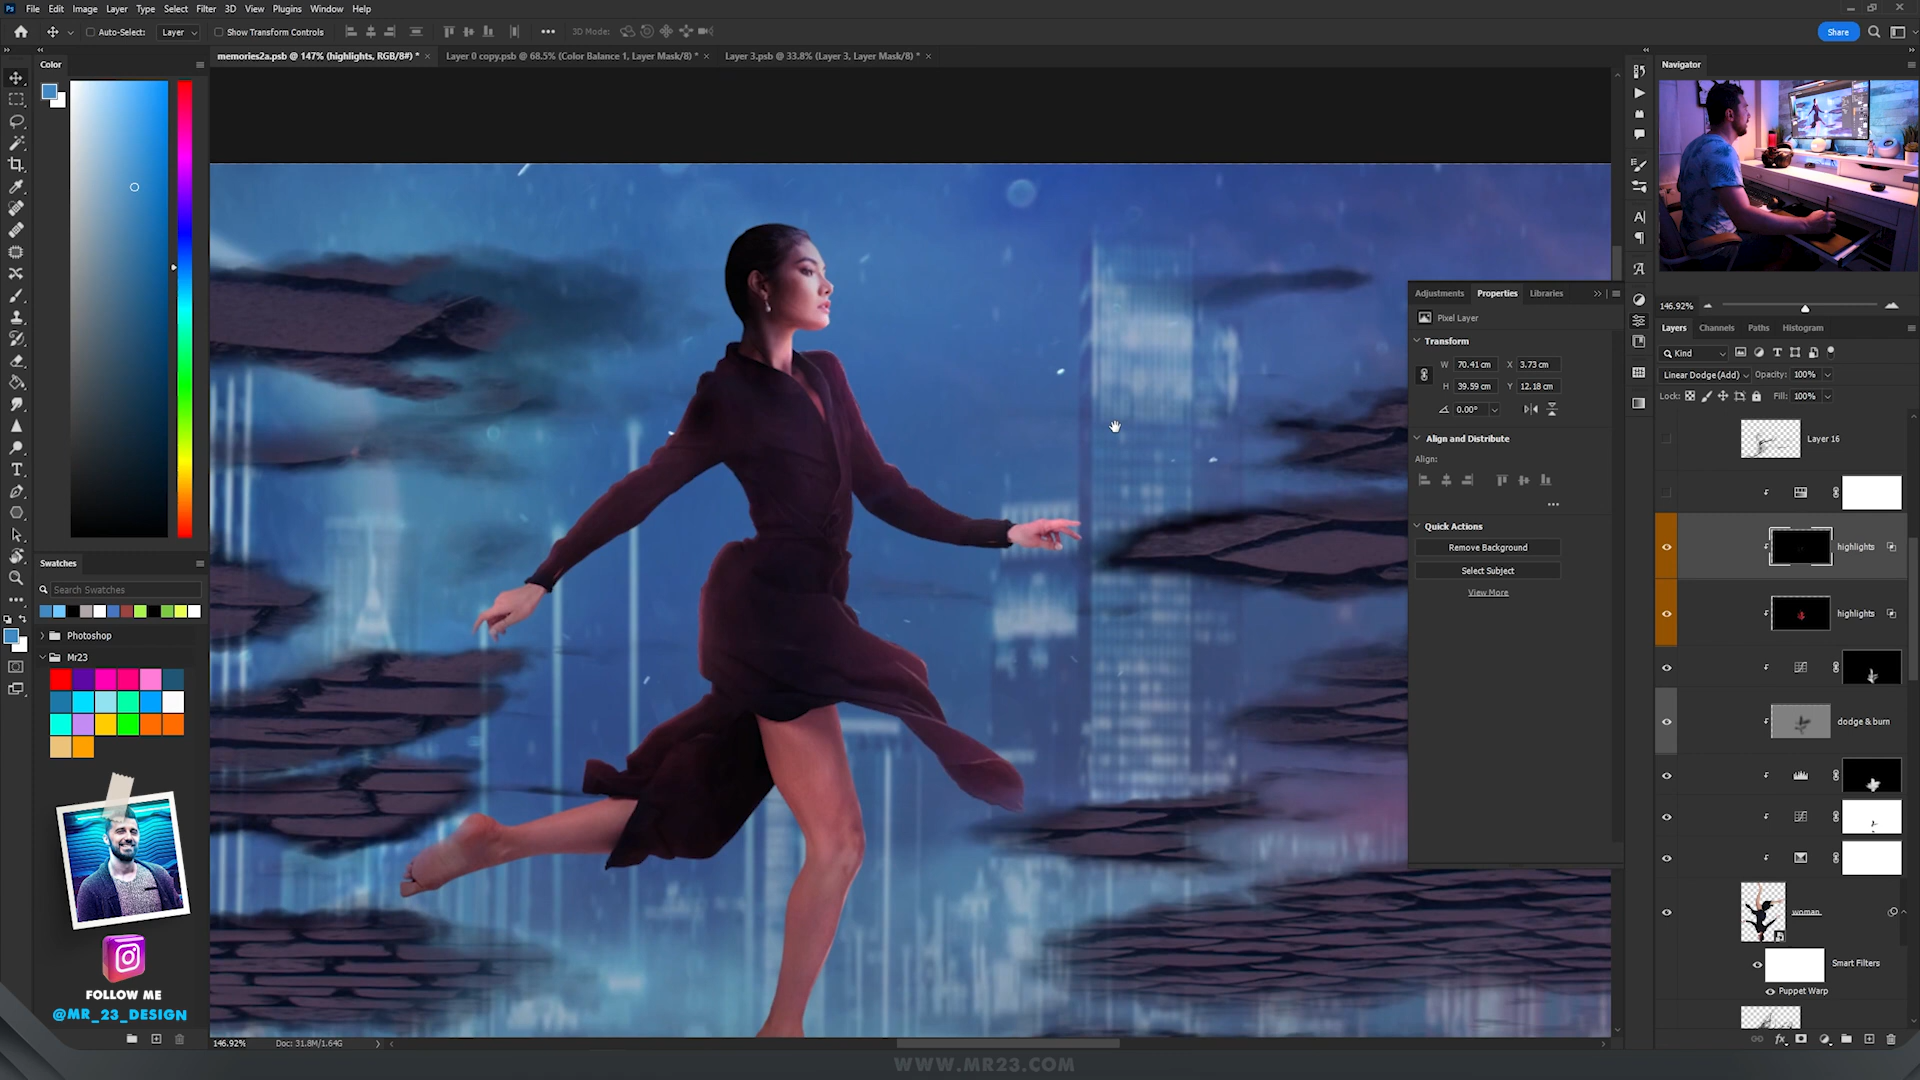 Ps File Edit Image Layer Type Select Filter 3D View Plugins Window Help
Auto-Select: Layer Show Transform Controls 3D Mode: Share
memories2a.psb @ 147% (highlights, RGB/8#) * × Layer 0 copy.psb @ 68.5% (Color Balance 1, Layer Mask/8) * × Layer 3.psb @ 33.8% (Layer 3, Layer Mask/8) * ×
Color
Navigator
Adjustments Properties Libraries
Pixel Layer
Transform
W 70.41 cm X 3.73 cm
H 39.59 cm Y 12.18 cm
0.00°
Align and Distribute
Align:
Quick Actions
Remove Background
Select Subject
View More
146.92%
Layers Channels Paths Histogram
Kind
Linear Dodge (Add) Opacity: 100%
Lock: Fill: 100%
Layer 16
highlights
highlights
dodge & burn
woman
Smart Filters
Puppet Warp
Swatches
Search Swatches
Photoshop
Mr23
FOLLOW ME
@MR_23_DESIGN
146.92% Doc: 31.8M/1.64G
WWW.MR23.COM